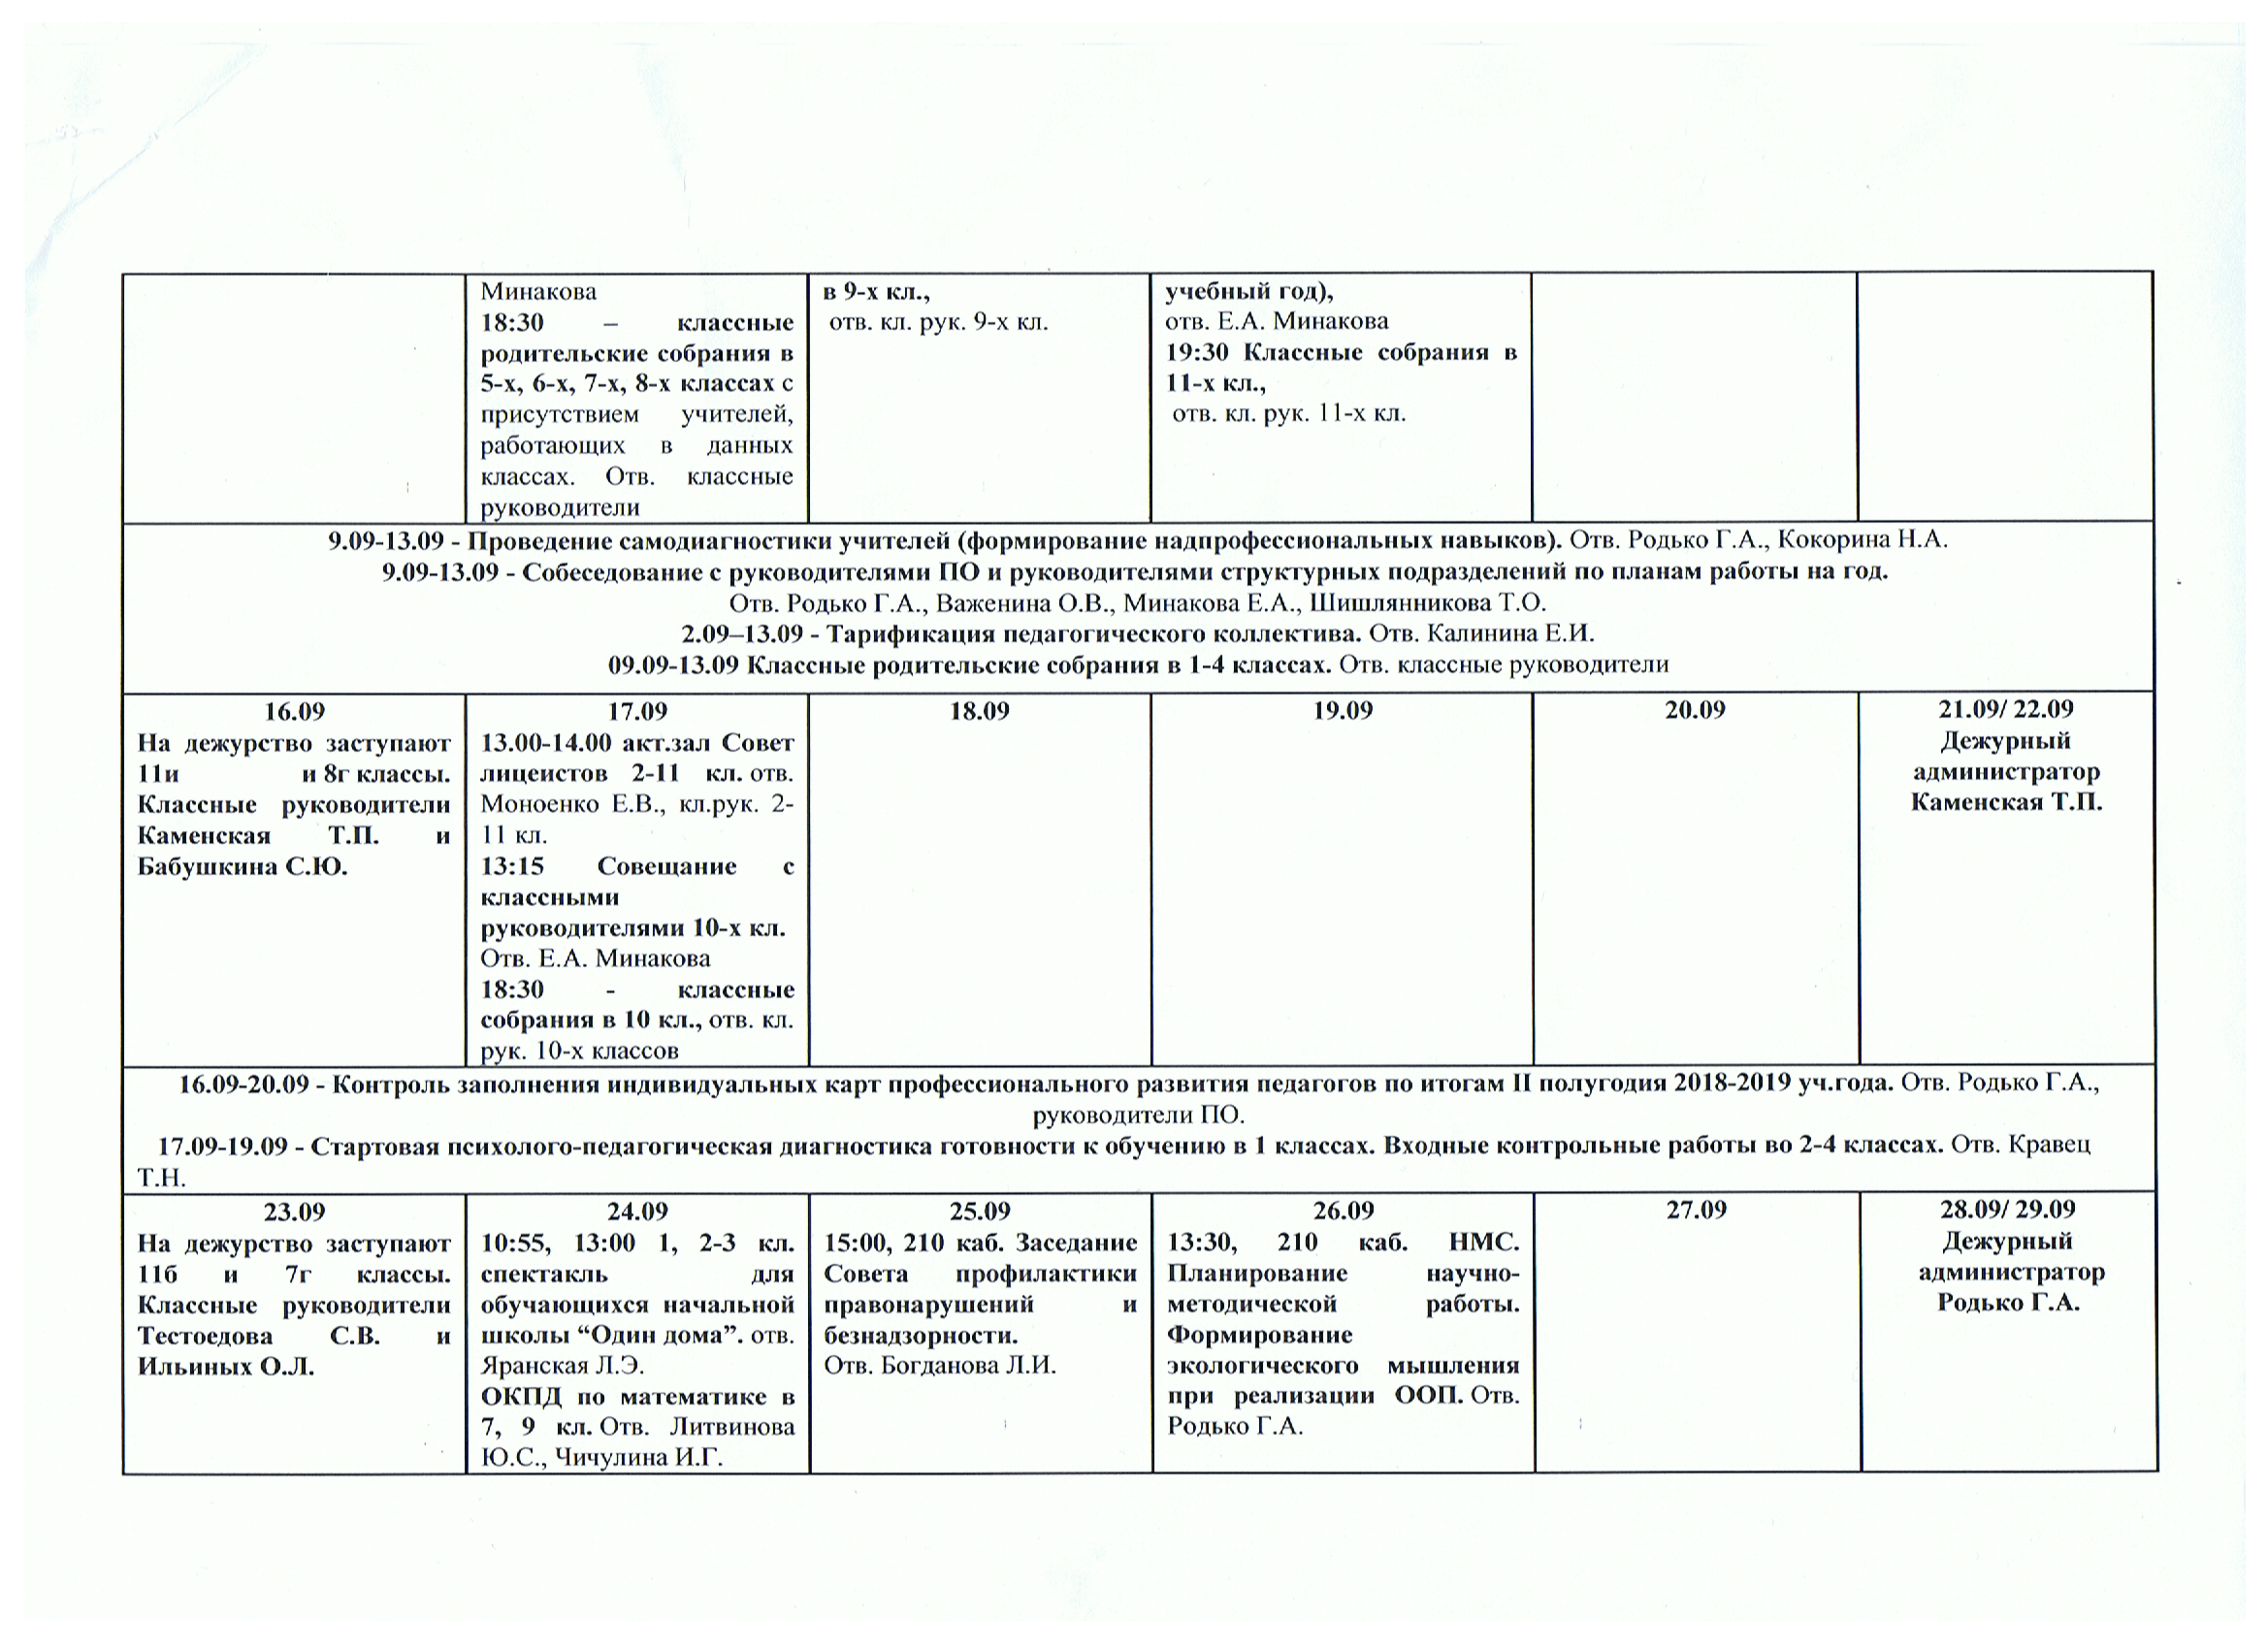 Минакова
18:30 – классные
родительские собрания в
5-х, 6-х, 7-х, 8-х классах с
присутствием учителей,
работающих в данных
классах. Отв. классные
руководители
в 9-х кл.,
отв. кл. рук. 9-х кл.
учебный год),
отв. Е.А. Минакова
19:30 Классные собрания в
11-х кл.,
отв. кл. рук. 11-х кл.
9.09-13.09 - Проведение самодиагностики учителей (формирование надпрофессиональных навыков). Отв. Родько Г.А., Кокорина Н.А.
9.09-13.09 - Собеседование с руководителями ПО и руководителями структурных подразделений по планам работы на год.
Отв. Родько Г.А., Важенина О.В., Минакова Е.А., Шишлянникова Т.О.
2.09–13.09 - Тарификация педагогического коллектива. Отв. Калинина Е.И.
09.09-13.09 Классные родительские собрания в 1-4 классах. Отв. классные руководители
16.09
На дежурство заступают
11и и 8г классы.
Классные руководители
Каменская Т.П. и
Бабушкина С.Ю.
17.09
13.00-14.00 акт.зал Совет
лицеистов 2-11 кл. отв.
Моноенко Е.В., кл.рук. 2-
11 кл.
13:15 Совещание с
классными
руководителями 10-х кл.
Отв. Е.А. Минакова
18:30 - классные
собрания в 10 кл., отв. кл.
рук. 10-х классов
18.09
19.09
20.09
21.09/ 22.09
Дежурный
администратор
Каменская Т.П.
16.09-20.09 - Контроль заполнения индивидуальных карт профессионального развития педагогов по итогам II полугодия 2018-2019 уч.года. Отв. Родько Г.А.,
руководители ПО.
17.09-19.09 - Стартовая психолого-педагогическая диагностика готовности к обучению в 1 классах. Входные контрольные работы во 2-4 классах. Отв. Кравец
Т.Н.
23.09
На дежурство заступают
11б и 7г классы.
Классные руководители
Тестоедова С.В. и
Ильиных О.Л.
24.09
10:55, 13:00 1, 2-3 кл.
спектакль для
обучающихся начальной
школы “Один дома”. отв.
Яранская Л.Э.
ОКПД по математике в
7, 9 кл. Отв. Литвинова
Ю.С., Чичулина И.Г.
25.09
15:00, 210 каб. Заседание
Совета профилактики
правонарушений и
безнадзорности.
Отв. Богданова Л.И.
26.09
13:30, 210 каб. НМС.
Планирование научно-
методической работы.
Формирование
экологического мышления
при реализации ООП. Отв.
Родько Г.А.
27.09
28.09/ 29.09
Дежурный
администратор
Родько Г.А.